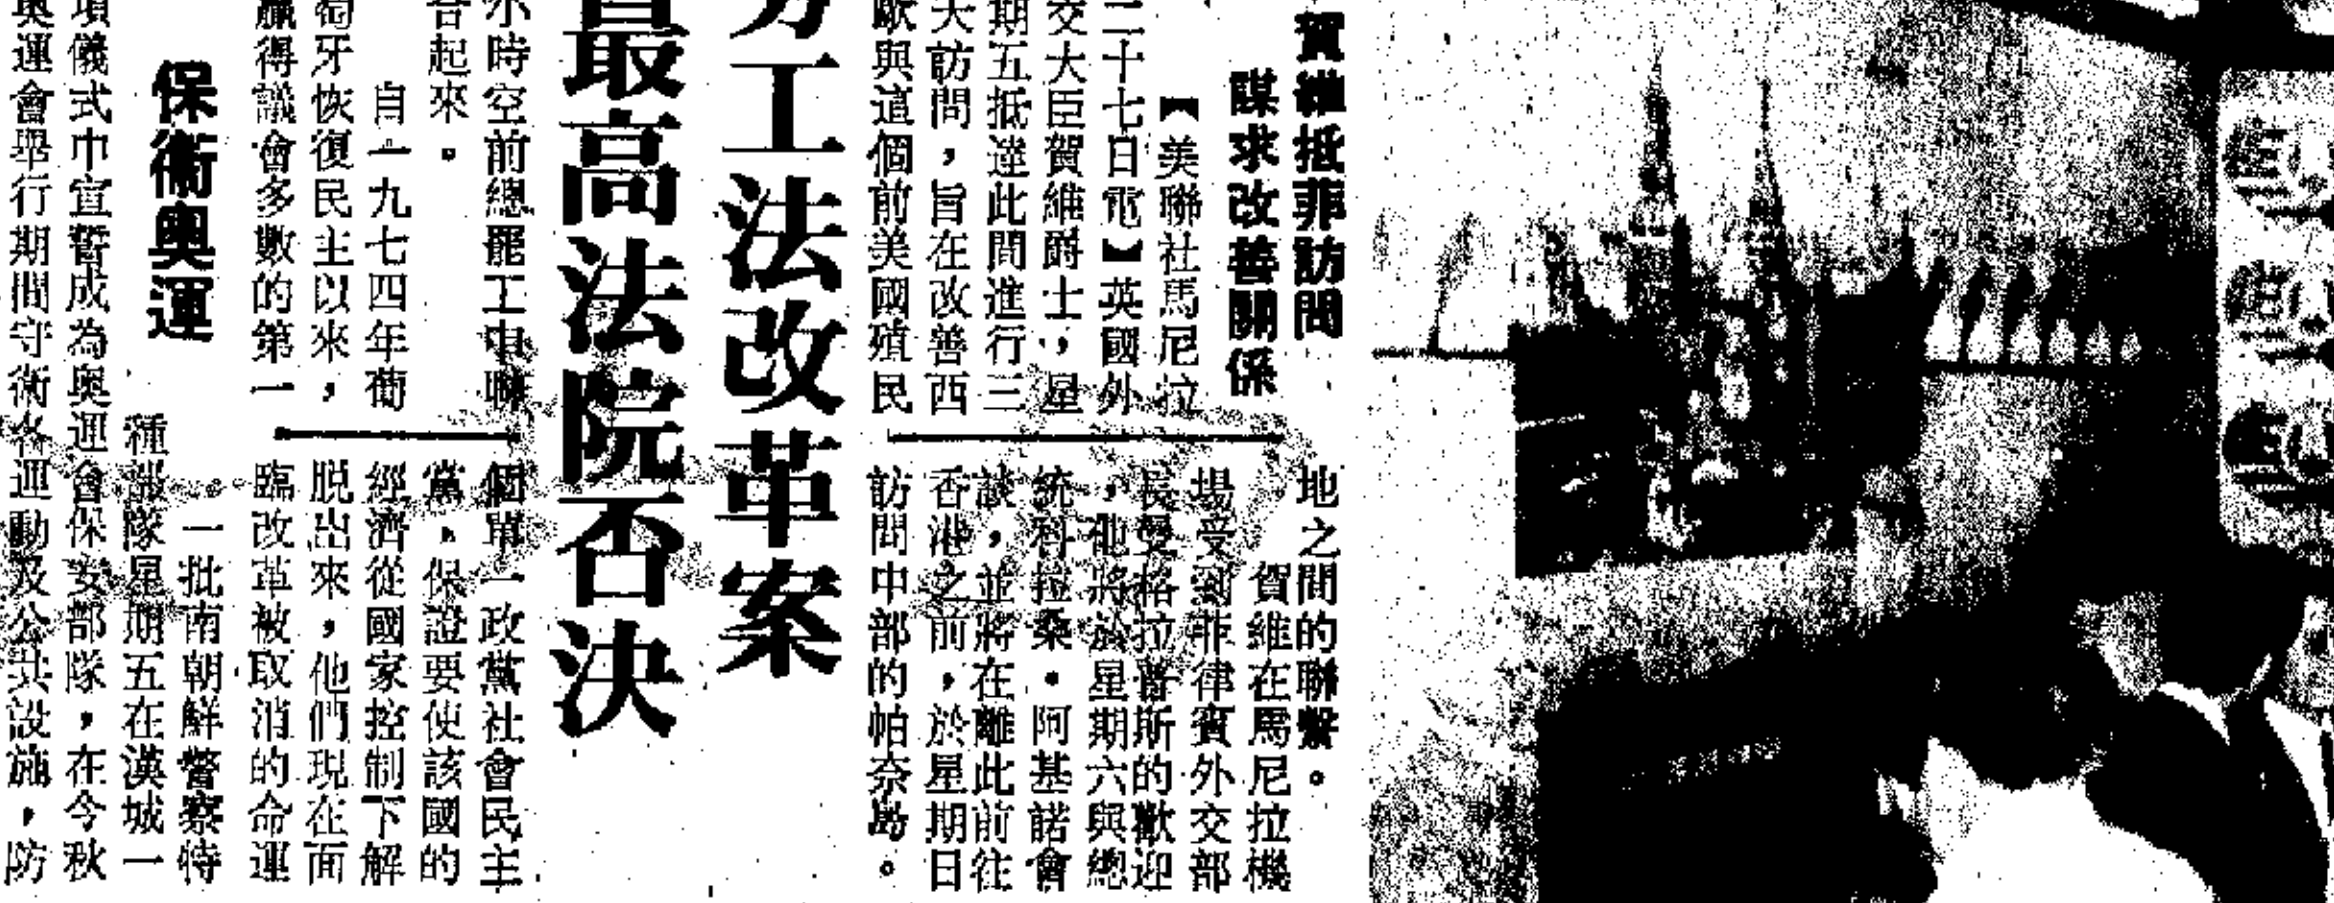 賀維抵菲訪問
謀求改善關係
【美聯社馬尼拉
二十七日電】英國外
交大臣賀維爵士，星
期五抵達此間進行三
天訪問，旨在改善西
歐與這個前美國殖民
地之間的聯繫。
賀維在馬尼拉機
場受到菲律賓外交部
長曼格拉普斯的歡迎
，他將於星期六與總
統科拉桑·阿基諾會
談，並將在離此前往
香港之前，於星期日
訪問中部的帕奈島。
工法改革案
最高法院否決
小時空前總罷工中聯
合起來。
自一九七四年葡
萄牙恢復民主以來，
贏得議會多數的第一
個單一政黨社會民主
黨，保證要使該國的
經濟從國家控制下解
脱出來，他們現在面
臨改革被取消的命運
保衞奧運
一批南朝鮮警察特
種部隊星期五在漢城一
項儀式中宣誓成為奧運會保安部隊，在今秋
奧運會舉行期間守衞各運動及公共設施，防